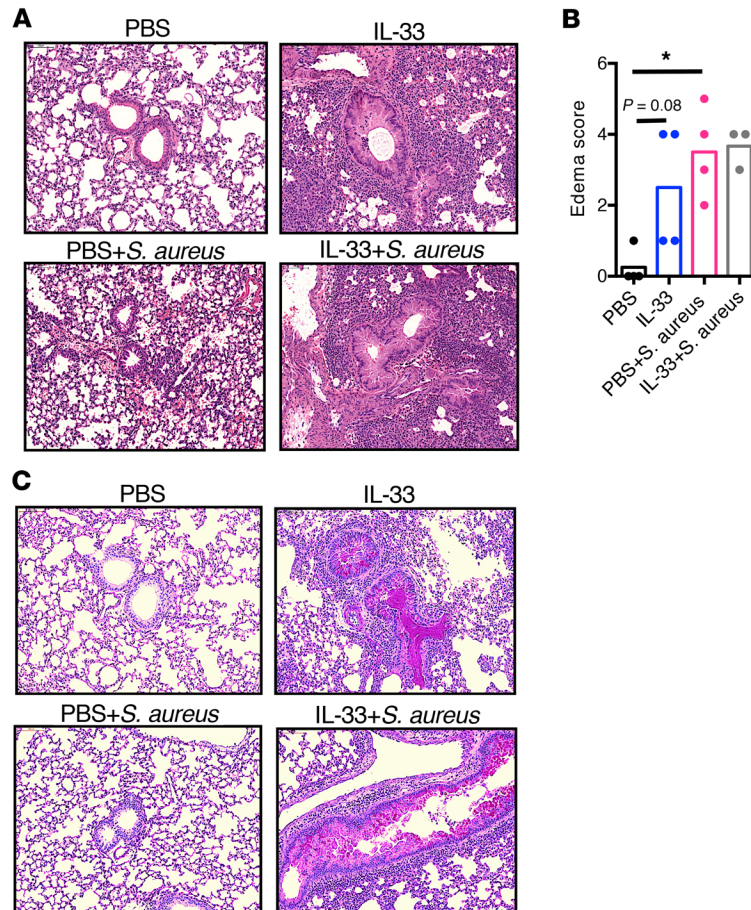 A
PBS
IL-33
PBS+S. aureus
IL-33+S. aureus
B
Edema score
6
4
2
0
*
P = 0.08
PBS
IL-33
PBS+S. aureus
IL-33+S. aureus
C
PBS
IL-33
PBS+S. aureus
IL-33+S. aureus